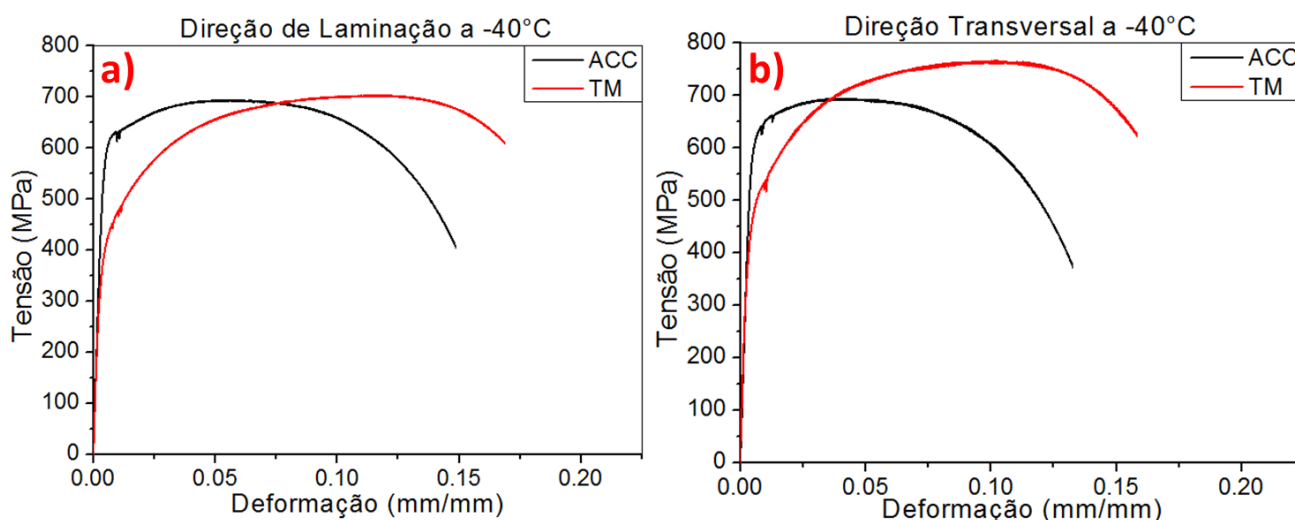 Direção de Laminação a -40°C
a)
ACC
TM
800
700
600
500
400
300
200
100
0
0.00 0.05 0.10 0.15 0.20
Tensão (MPa)
Deformação (mm/mm)
Direção Transversal a -40°C
b)
ACC
TM
800
700
600
500
400
300
200
100
0
0.00 0.05 0.10 0.15 0.20
Tensão (MPa)
Deformação (mm/mm)